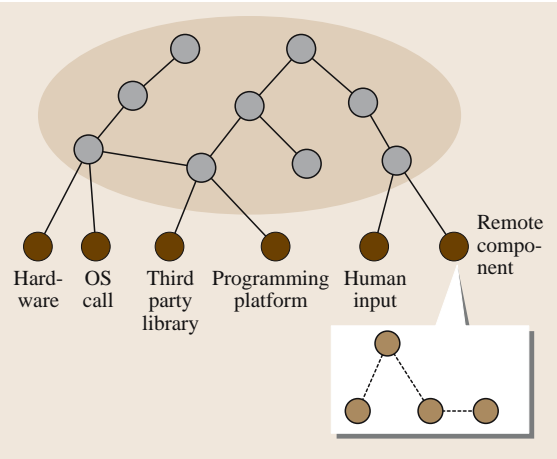 Remote
compo-
nent
Hard-
ware
OS
call
Third
party
library
Programming
platform
Human
input